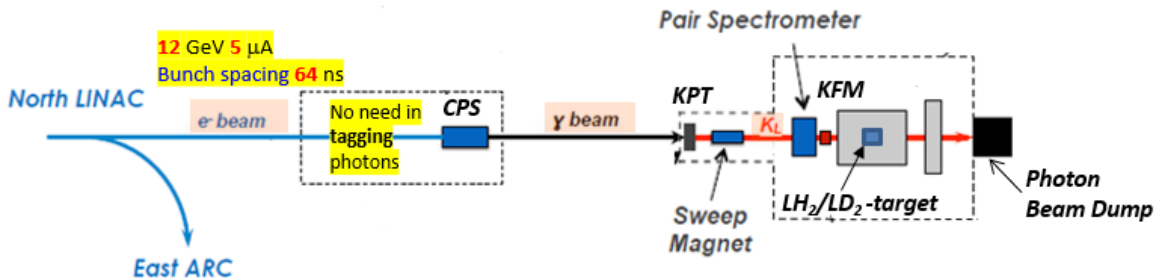 Pair Spectrometer
12 GeV 5 μA
Bunch spacing 64 ns
North LINAC
e- beam
No need in
tagging
photons
CPS
γ beam
KPT
KL
KFM
LH2/LD2 -target
Sweep
Magnet
Photon
Beam Dump
East ARC